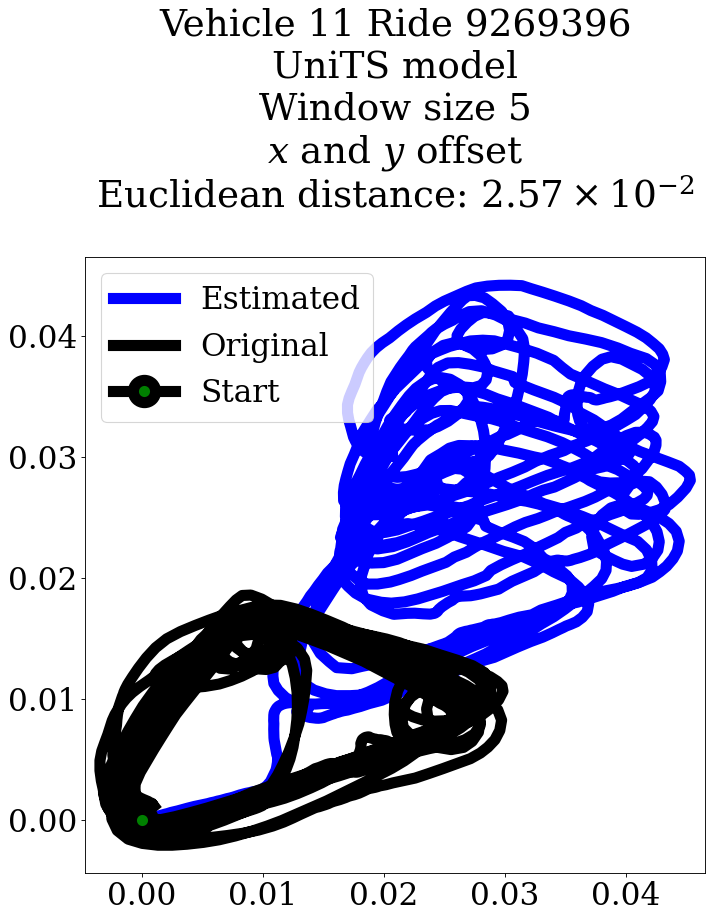 Vehicle 11 Ride 9269396
UniTS model
Window size 5
x and y offset
Euclidean distance: 2.57 × 10⁻²
Estimated
Original
Start
0.04
0.03
0.02
0.01
0.00
0.00 0.01 0.02 0.03 0.04